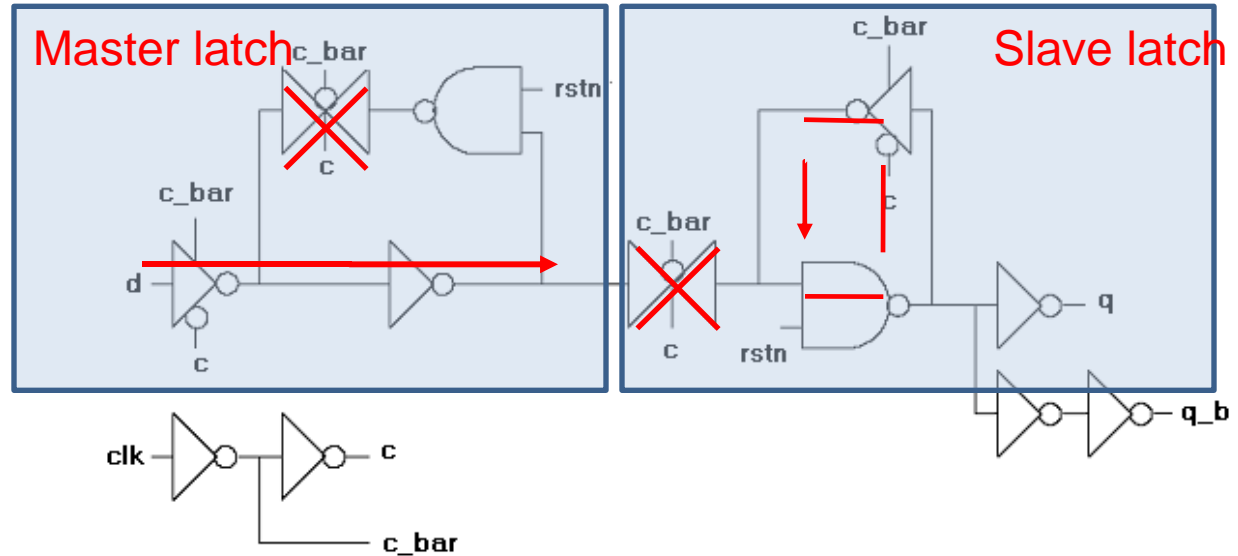 Master latch
Slave latch
c_bar
c_bar
rstn
c
c
c_bar
c_bar
d
c
c
rstn
q
q_b
clk
c
c_bar